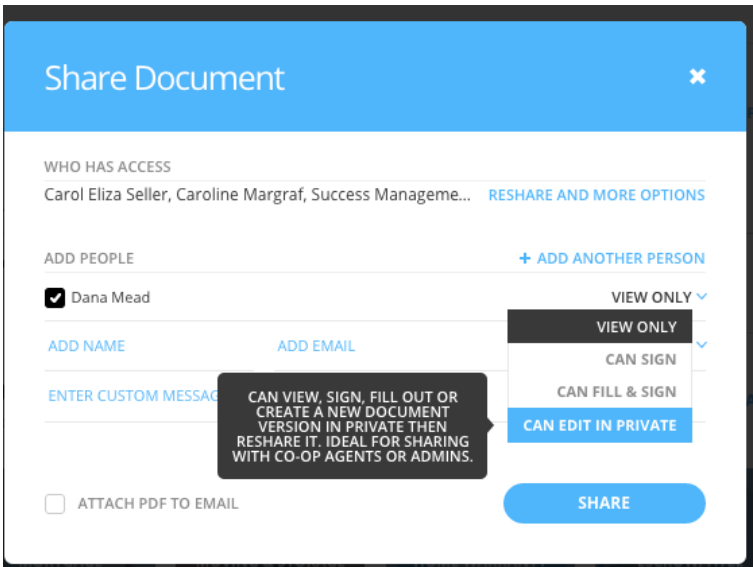 Share Document
WHO HAS ACCESS
Carol Eliza Seller, Caroline Margraf, Success Manageme... RESHARE AND MORE OPTIONS
ADD PEOPLE + ADD ANOTHER PERSON
Dana Mead VIEW ONLY
VIEW ONLY
ADD NAME ADD EMAIL
CAN SIGN
CAN FILL & SIGN
ENTER CUSTOM MESSAG
CAN EDIT IN PRIVATE
CAN VIEW, SIGN, FILL OUT OR
CREATE A NEW DOCUMENT
VERSION IN PRIVATE THEN
RESHARE IT. IDEAL FOR SHARING
WITH CO-OP AGENTS OR ADMINS.
ATTACH PDF TO EMAIL SHARE